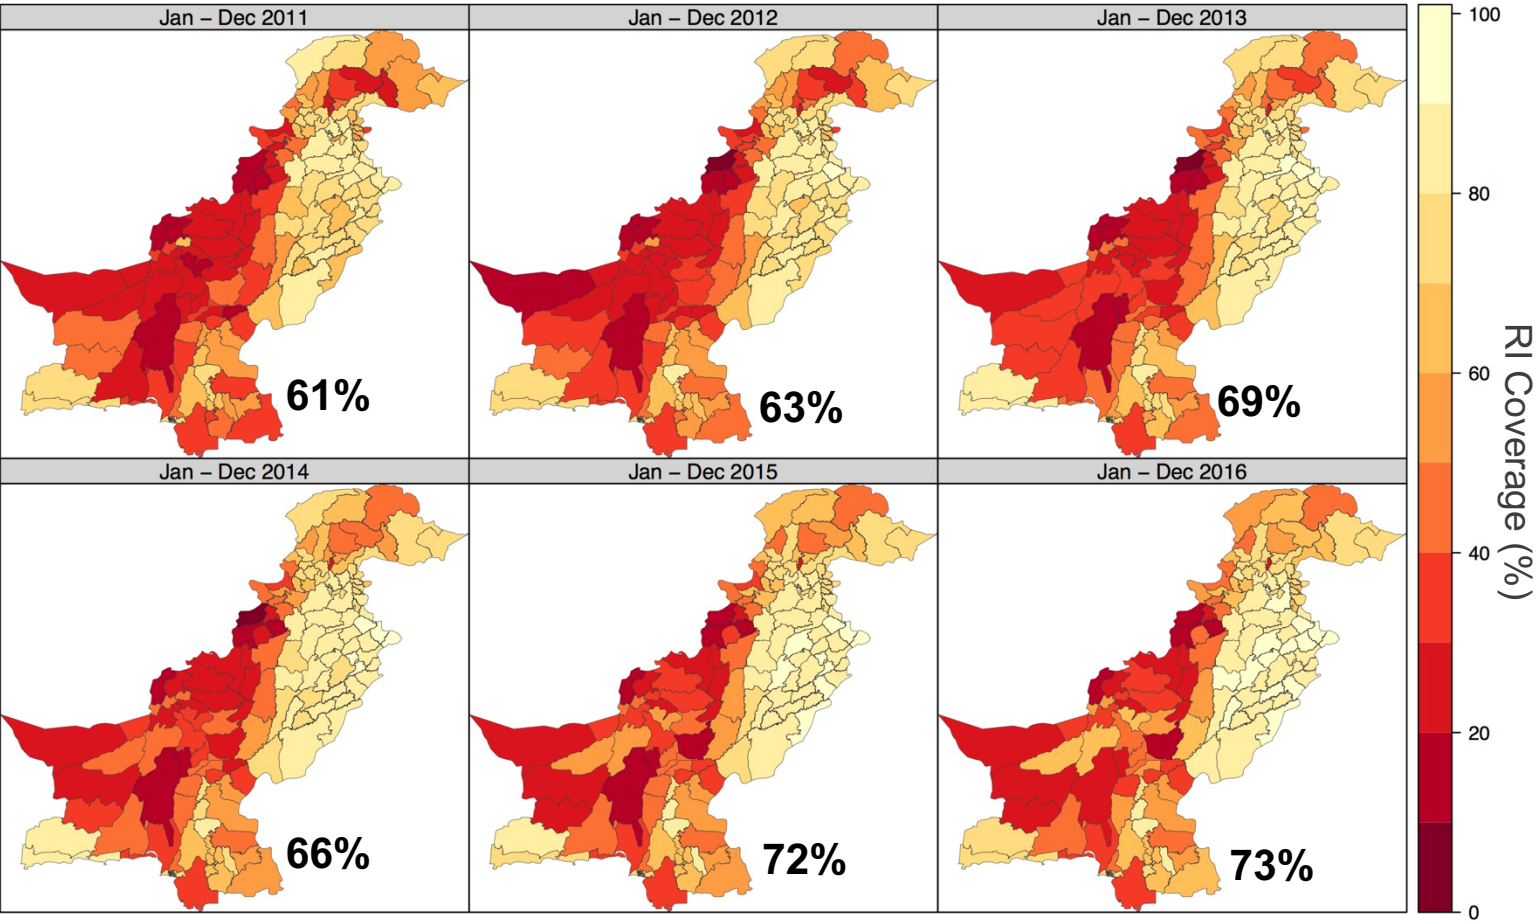 Jan – Dec 2011
Jan – Dec 2012
Jan – Dec 2013
61%
63%
69%
Jan – Dec 2014
Jan – Dec 2015
Jan – Dec 2016
66%
72%
73%
100
80
60
40
20
0
RI Coverage (%)